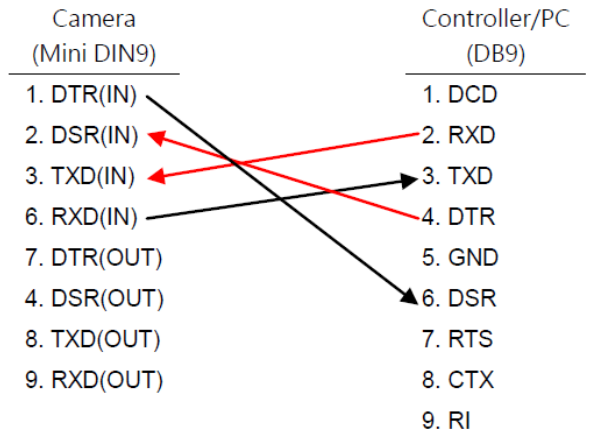 Camera
(Mini DIN9)
1. DTR(IN)
2. DSR(IN)
3. TXD(IN)
6. RXD(IN)
7. DTR(OUT)
4. DSR(OUT)
8. TXD(OUT)
9. RXD(OUT)
Controller/PC
(DB9)
1. DCD
2. RXD
3. TXD
4. DTR
5. GND
6. DSR
7. RTS
8. CTX
9. RI